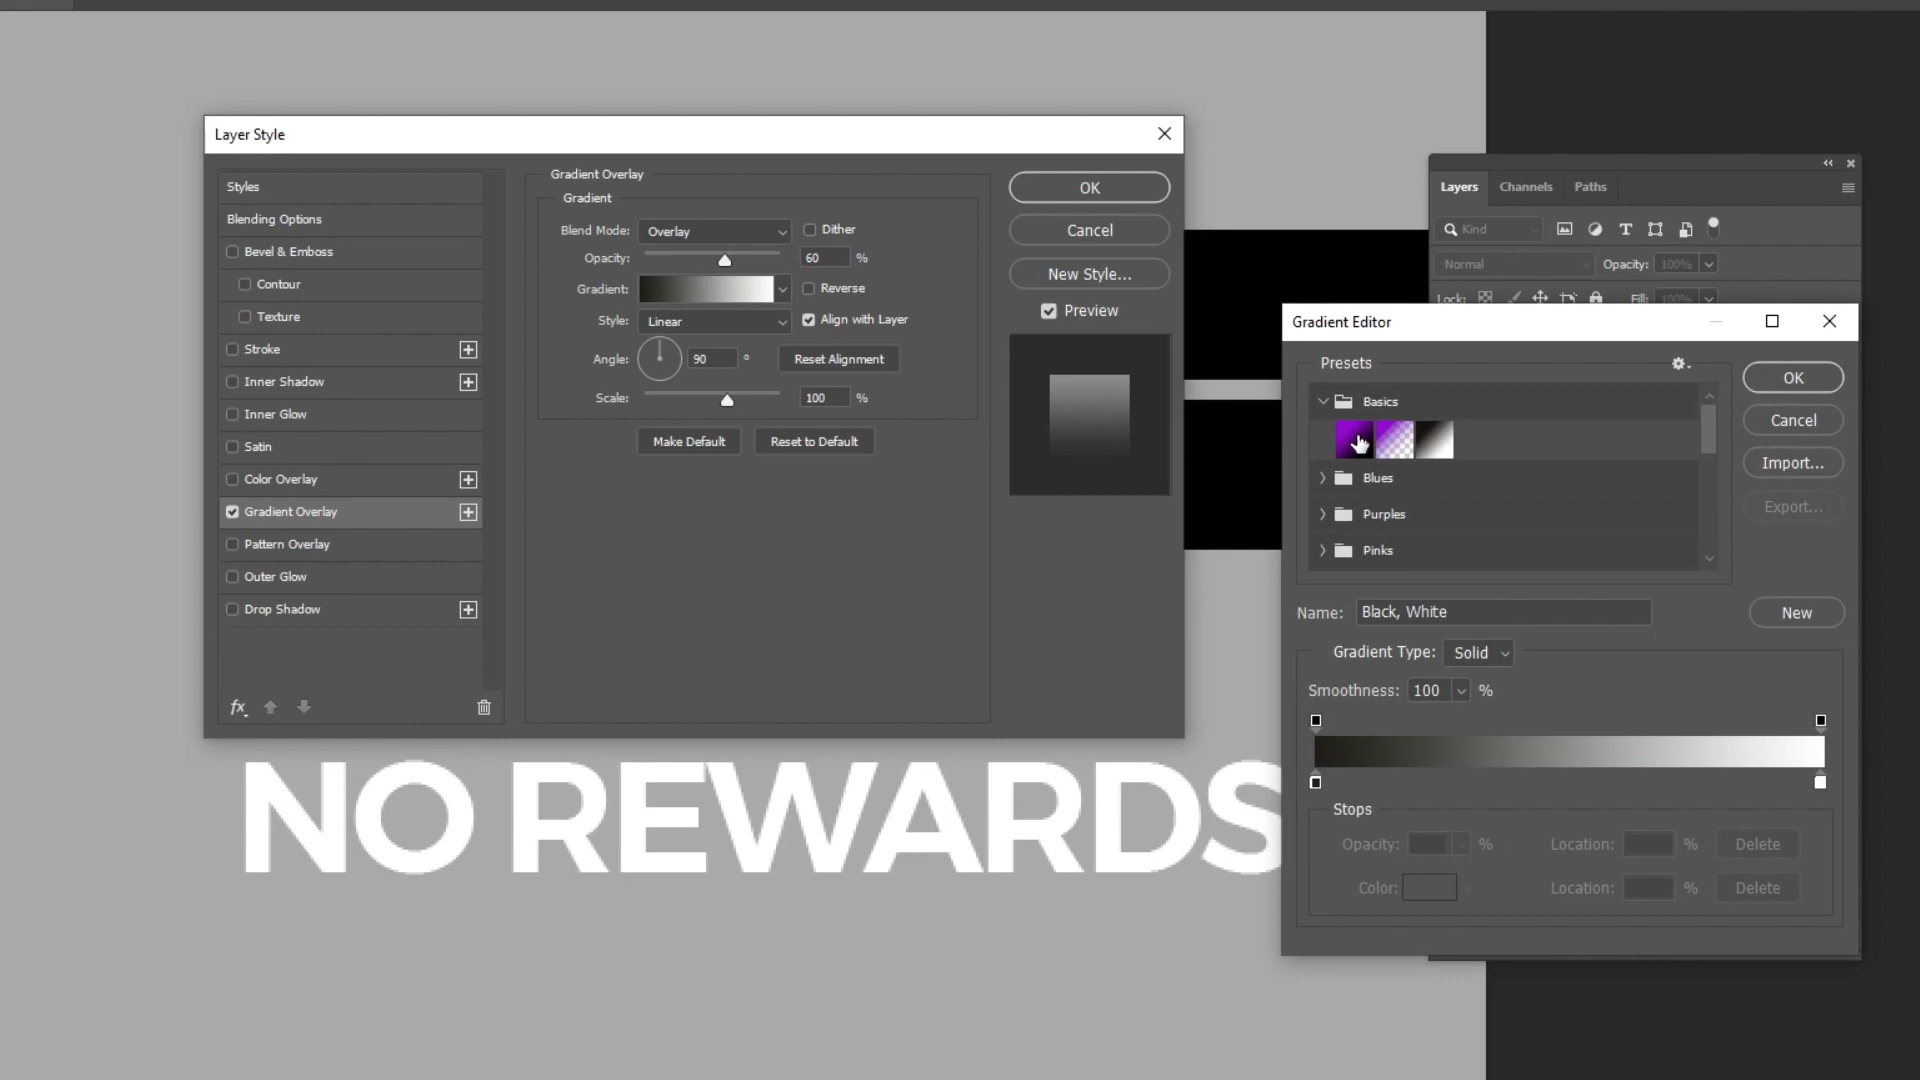 Layer Style
Styles
Blending Options
Bevel & Emboss
Contour
Texture
Stroke
Inner Shadow
Inner Glow
Satin
Color Overlay
Gradient Overlay
Pattern Overlay
Outer Glow
Drop Shadow
fx
Gradient Overlay
Gradient
Blend Mode: Overlay Dither
Opacity: 60 %
Gradient: Reverse
Style: Linear Align with Layer
Angle: 90 ° Reset Alignment
Scale: 100 %
Make Default Reset to Default
OK
Cancel
New Style...
Preview
Layers Channels Paths
Kind
Normal Opacity: 100%
Lock: Fill: 100%
Gradient Editor
Presets
Basics
Blues
Purples
Pinks
OK
Cancel
Import...
Export...
Name: Black, White New
Gradient Type: Solid
Smoothness: 100 %
Stops
Opacity: % Location: % Delete
Color: Location: % Delete
NO REWARDS